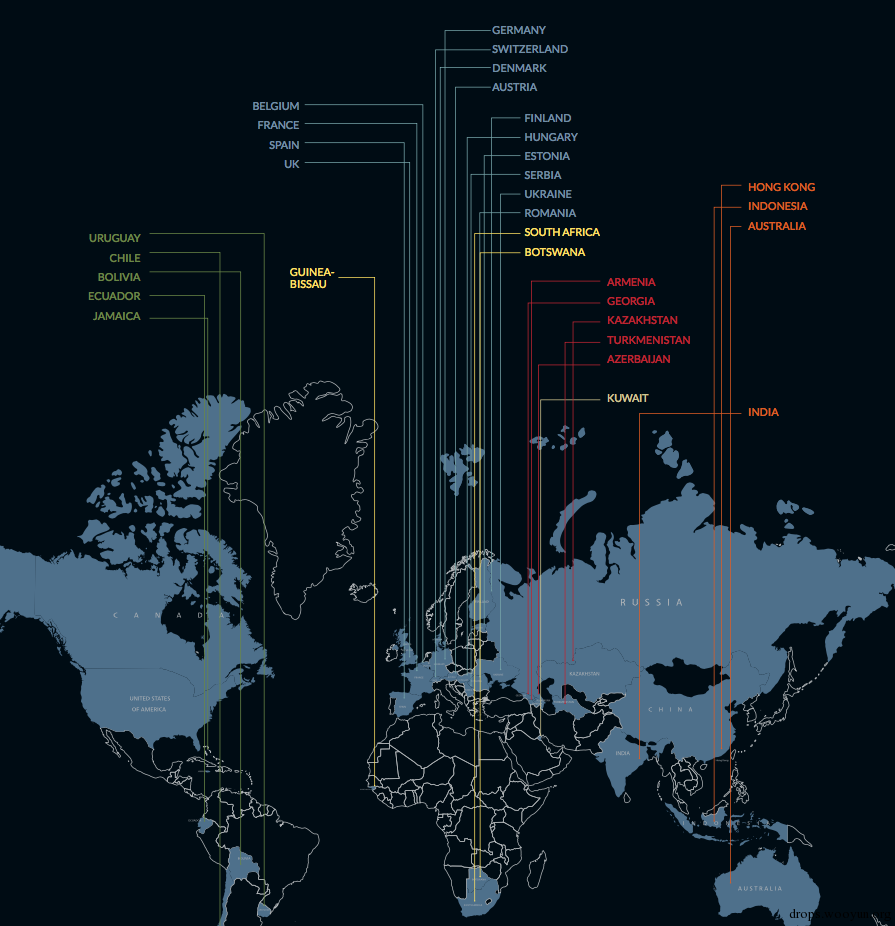 GERMANY
SWITZERLAND
DENMARK
AUSTRIA
BELGIUM
FRANCE
SPAIN
UK
FINLAND
HUNGARY
ESTONIA
SERBIA
UKRAINE
ROMANIA
SOUTH AFRICA
BOTSWANA
HONG KONG
INDONESIA
AUSTRALIA
URUGUAY
CHILE
BOLIVIA
ECUADOR
JAMAICA
GUINEA-
BISSAU
ARMENIA
GEORGIA
KAZAKHSTAN
TURKMENISTAN
AZERBAIJAN
KUWAIT
INDIA
CANADA
RUSSIA
UNITED STATES
OF AMERICA
KAZAKHSTAN
CHINA
INDIA
AUSTRALIA